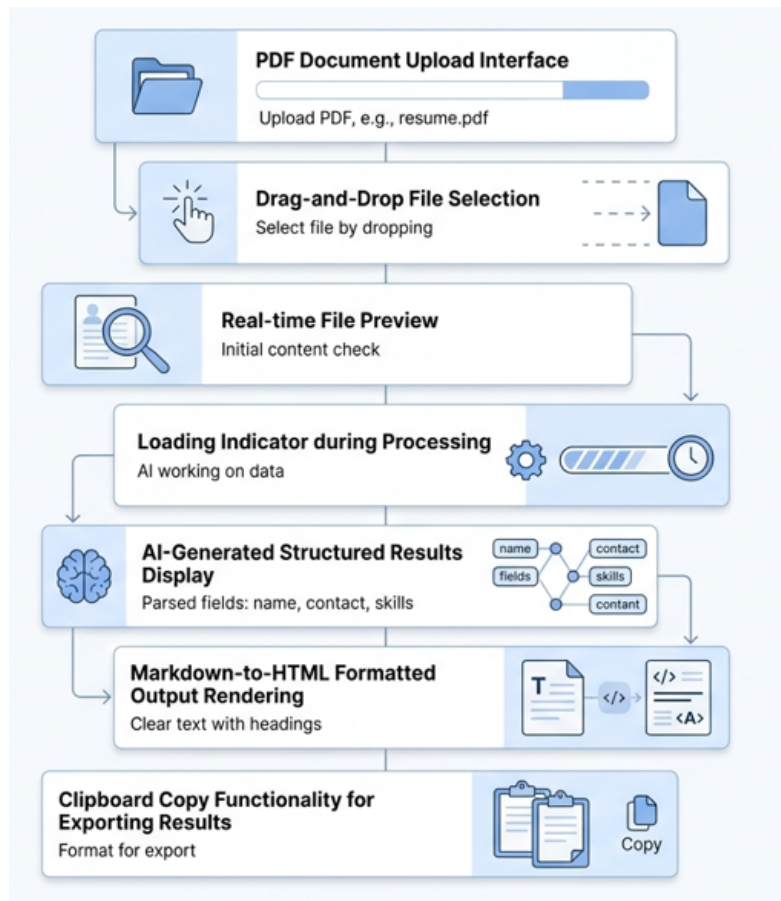 PDF Document Upload Interface
Upload PDF, e.g., resume.pdf
Drag-and-Drop File Selection
Select file by dropping
Real-time File Preview
Initial content check
Loading Indicator during Processing
AI working on data
AI-Generated Structured Results
Display
Parsed fields: name, contact, skills
name
contact
fields
skills
contant
Markdown-to-HTML Formatted
Output Rendering
Clear text with headings
T
</>
</>
<A>
Clipboard Copy Functionality for
Exporting Results
Format for export
Copy